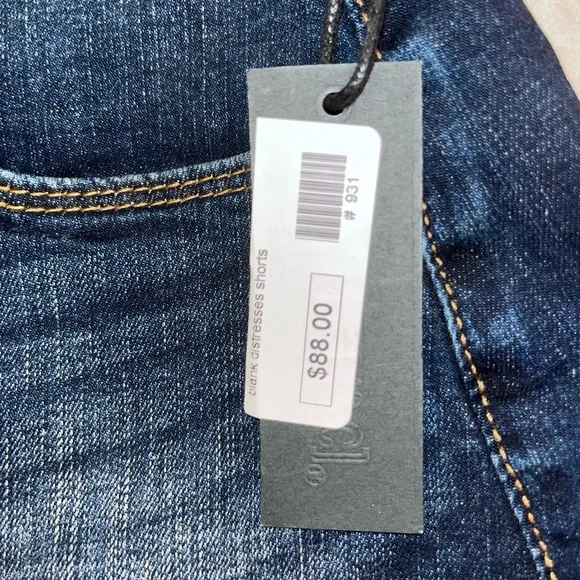 # 931
$88.00
blank distresses shorts